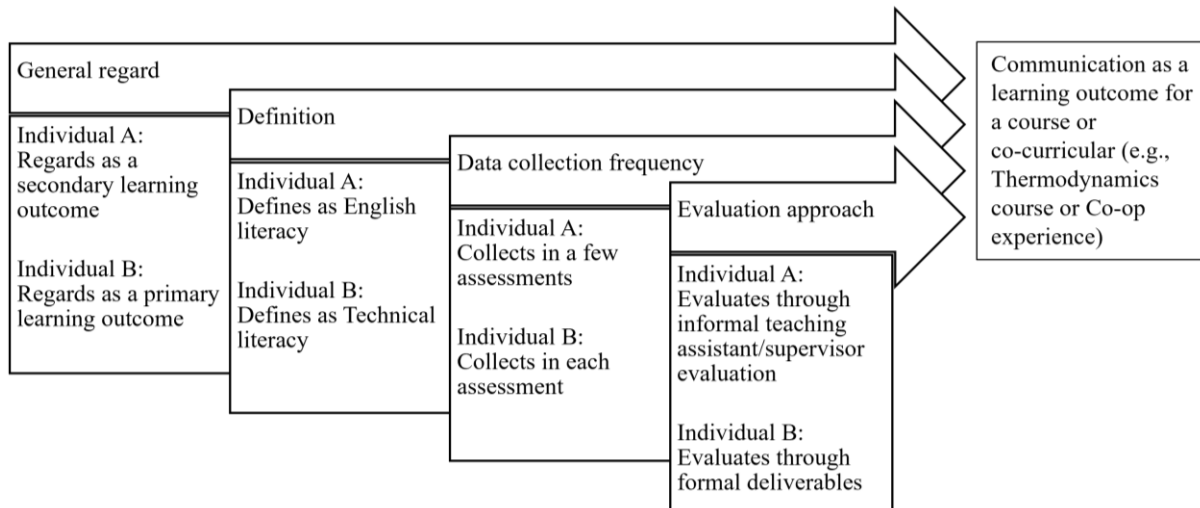 General regard
Individual A:
Regards as a
secondary learning
outcome
Individual B:
Regards as a primary
learning outcome
Definition
Individual A:
Defines as English
literacy
Individual B:
Defines as Technical
literacy
Data collection frequency
Individual A:
Collects in a few
assessments
Individual B:
Collects in each
assessment
Evaluation approach
Individual A:
Evaluates through
informal teaching
assistant/supervisor
evaluation
Individual B:
Evaluates through
formal deliverables
Communication as a
learning outcome for
a course or
co-curricular (e.g.,
Thermodynamics
course or Co-op
experience)